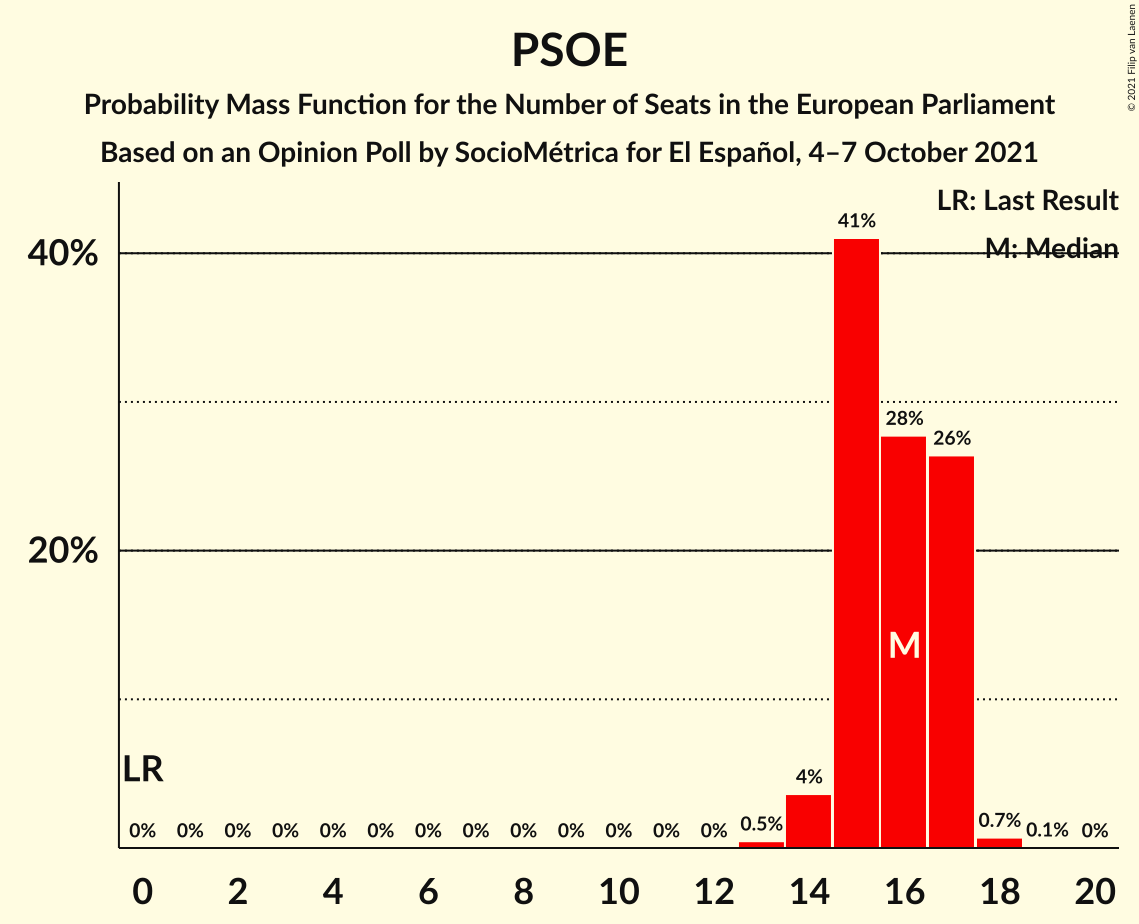 PSOE
Probability Mass Function for the Number of Seats in the European Parliament
Based on an Opinion Poll by SocioMétrica for El Español, 4–7 October 2021
© 2021 Filip van Laenen
LR: Last Result
M: Median
40%
20%
41%
28%
26%
M
LR
0% 0% 0% 0% 0% 0% 0% 0% 0% 0% 0% 0% 0% 0.5% 4% 0.7% 0.1% 0%
0 2 4 6 8 10 12 14 16 18 20